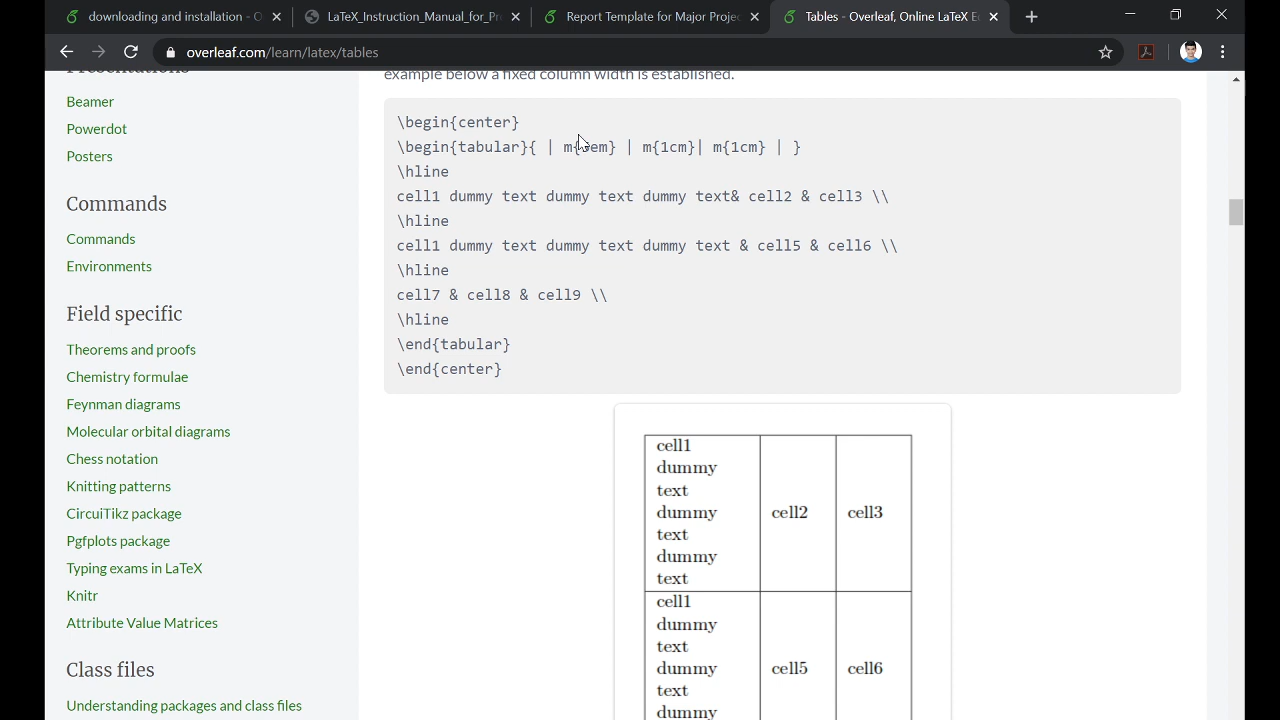 downloading and installation - O
LaTeX_Instruction_Manual_for_Pr
Report Template for Major Projec
Tables - Overleaf, Online LaTeX E
overleaf.com/learn/latex/tables
Presentations
Beamer
Powerdot
Posters
Commands
Commands
Environments
Field specific
Theorems and proofs
Chemistry formulae
Feynman diagrams
Molecular orbital diagrams
Chess notation
Knitting patterns
CircuiTikz package
Pgfplots package
Typing exams in LaTeX
Knitr
Attribute Value Matrices
Class files
Understanding packages and class files
example below a fixed column width is established.
\begin{center}
\begin{tabular}{ | m{ em} | m{1cm}| m{1cm} | }
\hline
cell1 dummy text dummy text dummy text& cell2 & cell3 \\
\hline
cell1 dummy text dummy text dummy text & cell5 & cell6 \\
\hline
cell7 & cell8 & cell9 \\
\hline
\end{tabular}
\end{center}
cell1
dummy
text
dummy cell2 cell3
text
dummy
text
cell1
dummy
text
dummy cell5 cell6
text
dummy